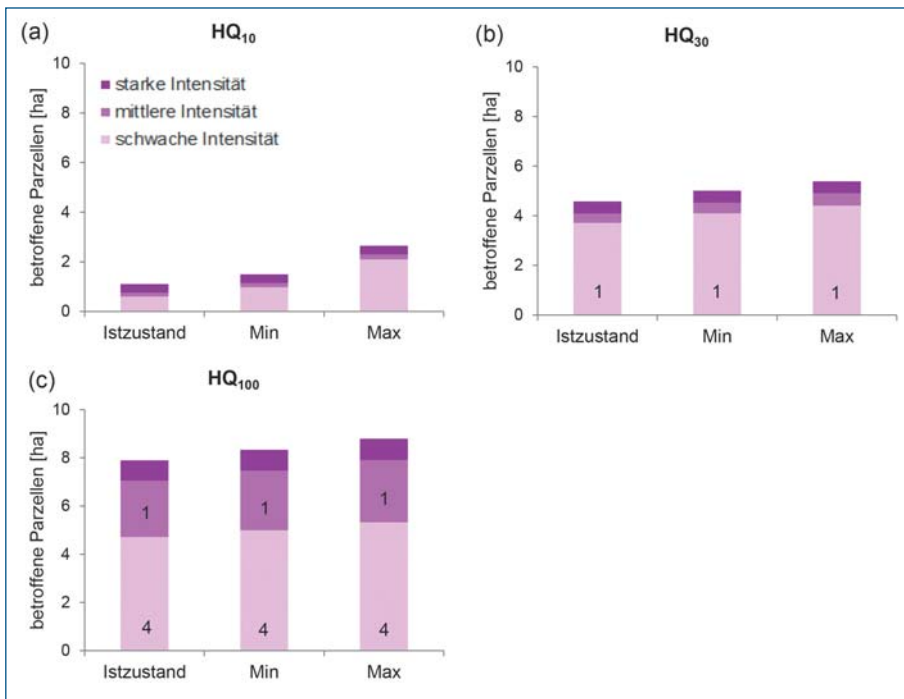 (a)
HQ10
betroffene Parzellen [ha]
10
8
6
4
2
0
starke Intensität
mittlere Intensität
schwache Intensität
Istzustand Min Max
(b)
HQ30
betroffene Parzellen [ha]
10
8
6
4
2
0
1 1 1
Istzustand Min Max
(c)
HQ100
betroffene Parzellen [ha]
10
8
6
4
2
0
1 1 1
4 4 4
Istzustand Min Max